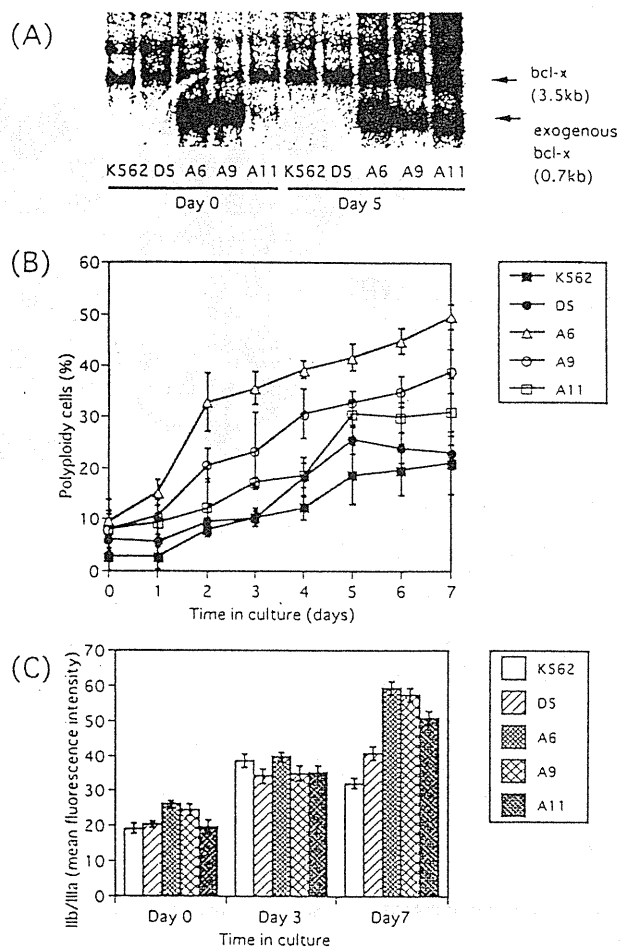 (A)
bcl-x
(3.5kb)
exogenous
bcl-x
(0.7kb)
K562 D5 A6 A9 A11 K562 D5 A6 A9 A11
Day 0 Day 5
(B)
60
50
40
30
20
10
0
Polyploidy cells (%)
0 1 2 3 4 5 6 7
Time in culture (days)
K562
D5
A6
A9
A11
(C)
70
60
50
40
30
20
10
0
IIb/IIIa (mean fluorescence intensity)
Day 0 Day 3 Day7
Time in culture
K562
D5
A6
A9
A11